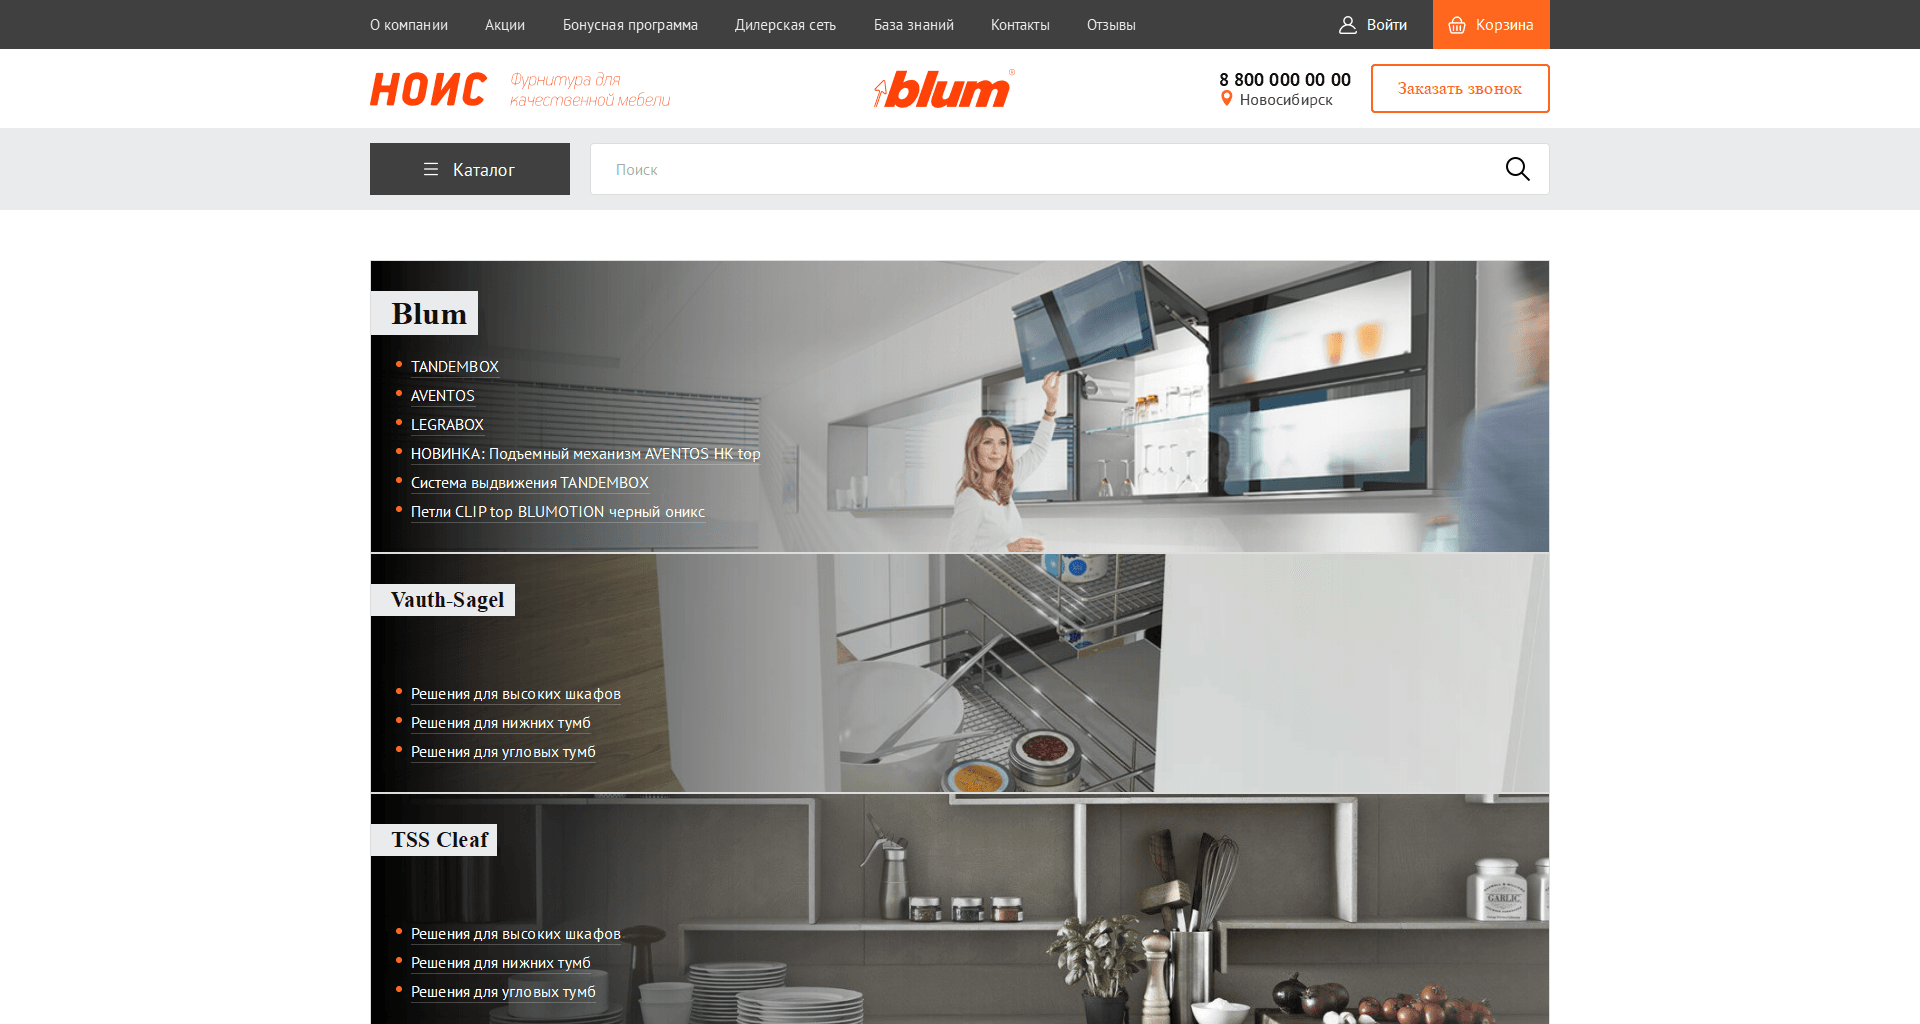 О компании Акции Бонусная программа Дилерская сеть База знаний Контакты Отзывы Войти Корзина
НОИС
Фурнитура для
качественной мебели
blum®
8 800 000 00 00
Новосибирск
Заказать звонок
Каталог
Поиск
Blum
TANDEMBOX
AVENTOS
LEGRABOX
НОВИНКА: Подъемный механизм AVENTOS HK top
Система выдвижения TANDEMBOX
Петли CLIP top BLUMOTION черный оникс
Vauth-Sagel
Решения для высоких шкафов
Решения для нижних тумб
Решения для угловых тумб
TSS Cleaf
GARLIC
Решения для высоких шкафов
Решения для нижних тумб
Решения для угловых тумб